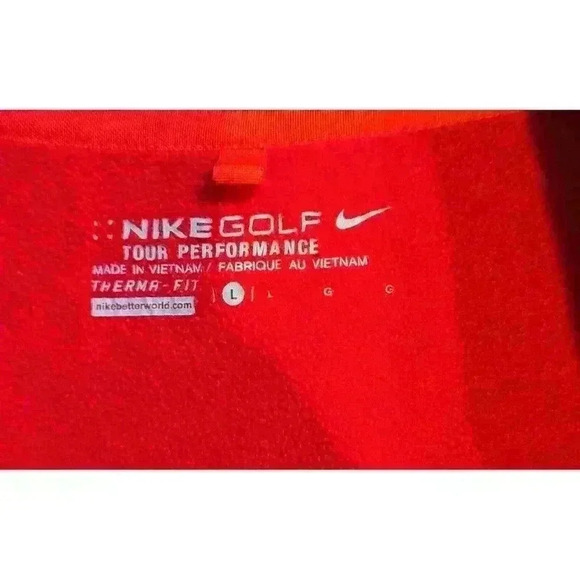 NIKEGOLF
TOUR PERFORMANCE
MADE IN VIETNAM / FABRIQUE AU VIETNAM
THERMA-FIT | L | L G G
nikebetterworld.com